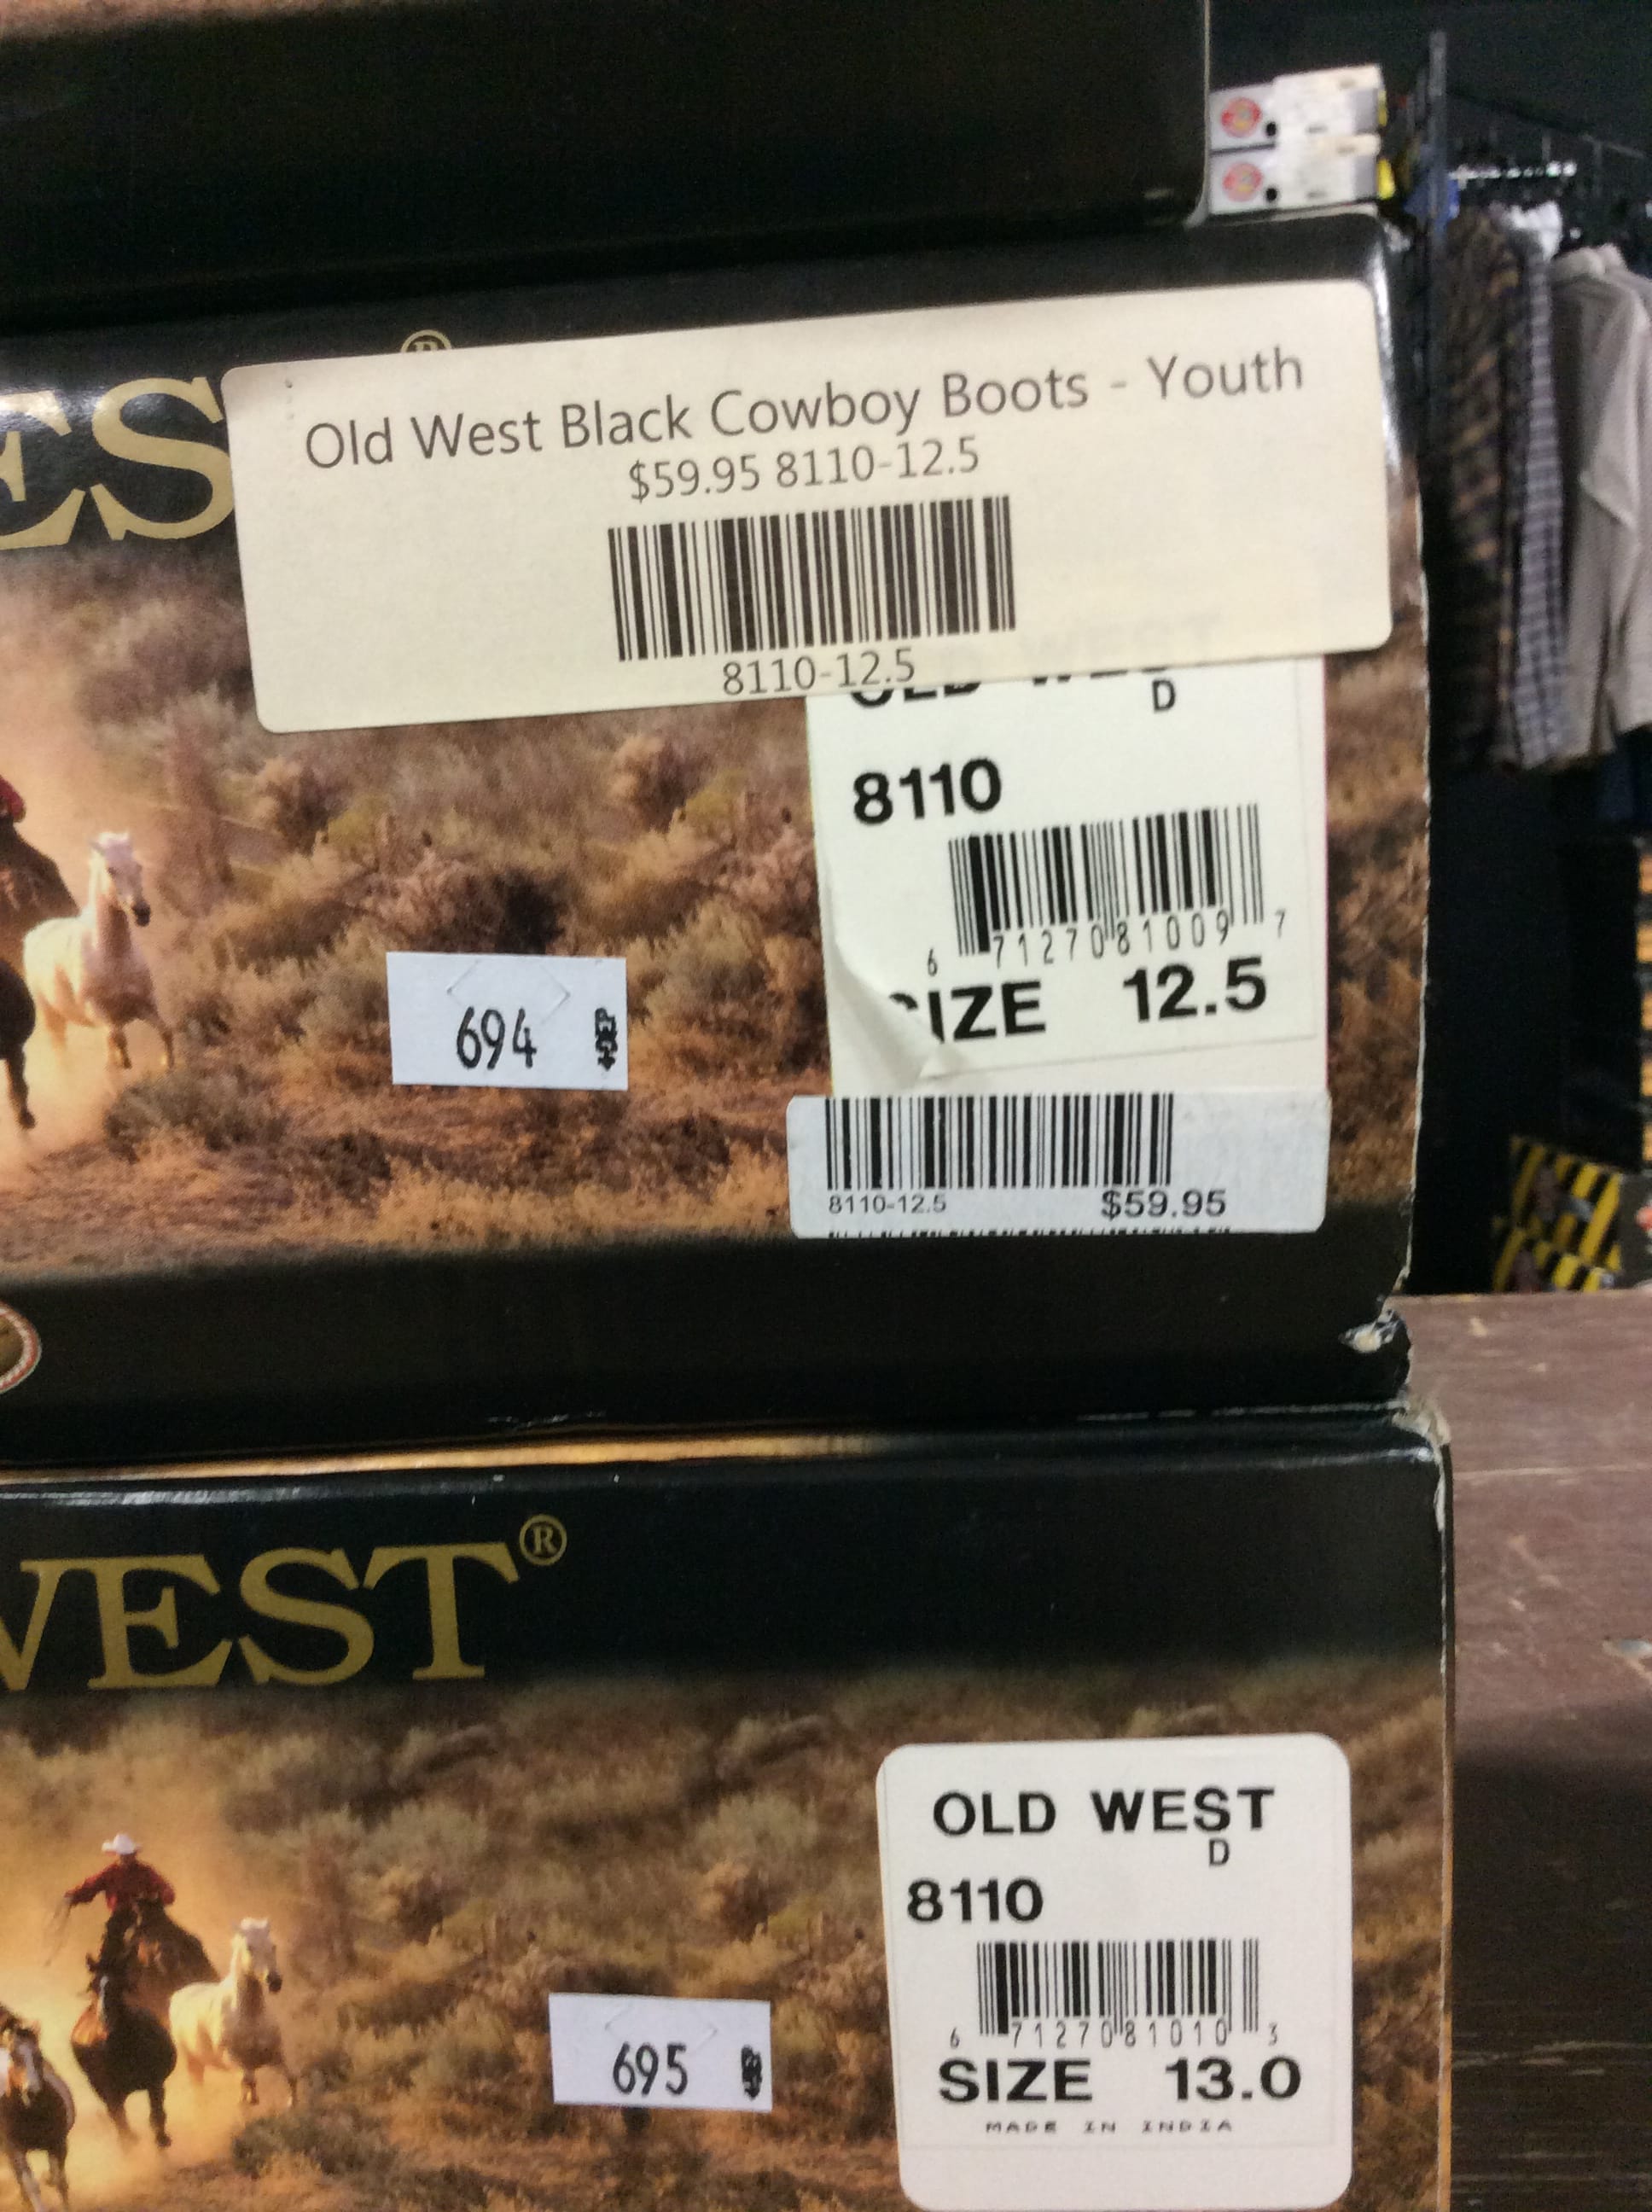 ES
®
Old West Black Cowboy Boots - Youth
$59.95 8110-12.5
8110-12.5
OLD WEST
D
8110
6 71270 81009 7
SIZE 12.5
694
8110-12.5 $59.95
WEST®
OLD WEST
D
8110
6 71270 81010 3
SIZE 13.0
MADE IN INDIA
695